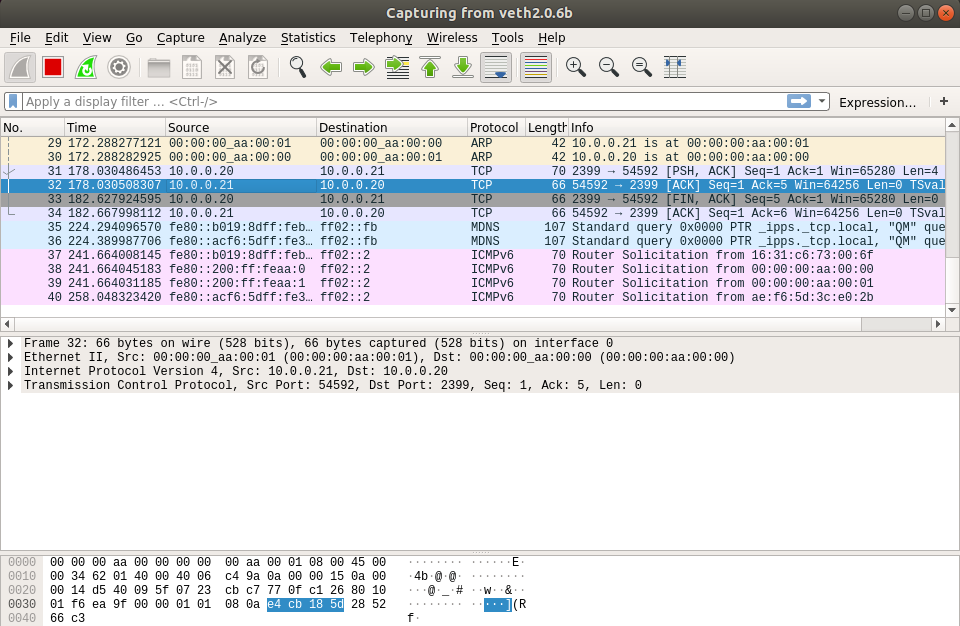 Capturing from veth2.0.6b
File Edit View Go Capture Analyze Statistics Telephony Wireless Tools Help
Apply a display filter ... <Ctrl-/> Expression... +
No. Time Source Destination Protocol Length Info
29 172.288277121 00:00:00_aa:00:01 00:00:00_aa:00:00 ARP 42 10.0.0.21 is at 00:00:00:aa:00:01
30 172.288282925 00:00:00_aa:00:00 00:00:00_aa:00:01 ARP 42 10.0.0.20 is at 00:00:00:aa:00:00
31 178.030486453 10.0.0.20 10.0.0.21 TCP 70 2399 → 54592 [PSH, ACK] Seq=1 Ack=1 Win=65280 Len=4
32 178.030508307 10.0.0.21 10.0.0.20 TCP 66 54592 → 2399 [ACK] Seq=1 Ack=5 Win=64256 Len=0 TSval
33 182.627924595 10.0.0.20 10.0.0.21 TCP 66 2399 → 54592 [FIN, ACK] Seq=5 Ack=1 Win=65280 Len=0
34 182.667998112 10.0.0.21 10.0.0.20 TCP 66 54592 → 2399 [ACK] Seq=1 Ack=6 Win=64256 Len=0 TSval
35 224.294096570 fe80::b019:8dff:feb… ff02::fb MDNS 107 Standard query 0x0000 PTR _ipps._tcp.local, "QM" que
36 224.389987706 fe80::acf6:5dff:fe3… ff02::fb MDNS 107 Standard query 0x0000 PTR _ipps._tcp.local, "QM" que
37 241.664008145 fe80::b019:8dff:feb… ff02::2 ICMPv6 70 Router Solicitation from 16:31:c6:73:00:6f
38 241.664045183 fe80::200:ff:feaa:0 ff02::2 ICMPv6 70 Router Solicitation from 00:00:00:aa:00:00
39 241.664031185 fe80::200:ff:feaa:1 ff02::2 ICMPv6 70 Router Solicitation from 00:00:00:aa:00:01
40 258.048323420 fe80::acf6:5dff:fe3… ff02::2 ICMPv6 70 Router Solicitation from ae:f6:5d:3c:e0:2b
Frame 32: 66 bytes on wire (528 bits), 66 bytes captured (528 bits) on interface 0
Ethernet II, Src: 00:00:00_aa:00:01 (00:00:00:aa:00:01), Dst: 00:00:00_aa:00:00 (00:00:00:aa:00:00)
Internet Protocol Version 4, Src: 10.0.0.21, Dst: 10.0.0.20
Transmission Control Protocol, Src Port: 54592, Dst Port: 2399, Seq: 1, Ack: 5, Len: 0
0000 00 00 00 aa 00 00 00 00 00 aa 00 01 08 00 45 00 ········ ······E·
0010 00 34 62 01 40 00 40 06 c4 9a 0a 00 00 15 0a 00 ·4b·@·@· ········
0020 00 14 d5 40 09 5f 07 23 cb c7 77 0f c1 26 80 10 ···@·_·# ··w··&··
0030 01 f6 ea 9f 00 00 01 01 08 0a e4 cb 18 5d 28 52 ········ ·····](R
0040 66 c3 f·